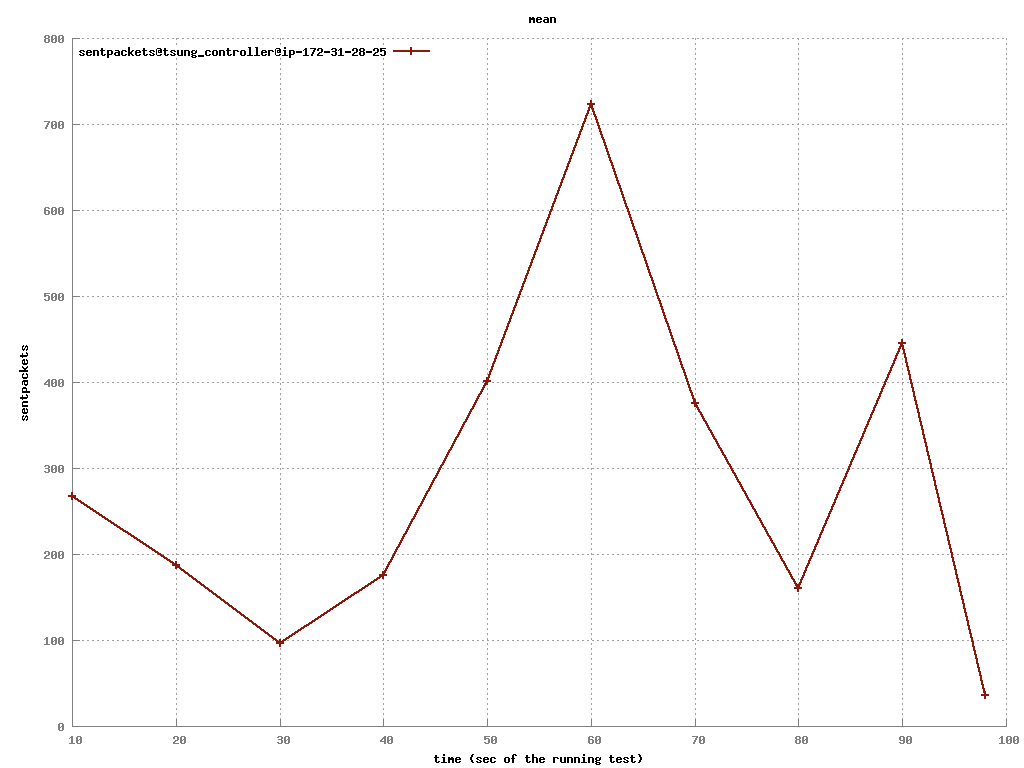 mean
800
sentpackets@tsung_controller@ip-172-31-28-25
700
600
500
400
300
200
100
0
sentpackets
10 20 30 40 50 60 70 80 90 100
time (sec of the running test)